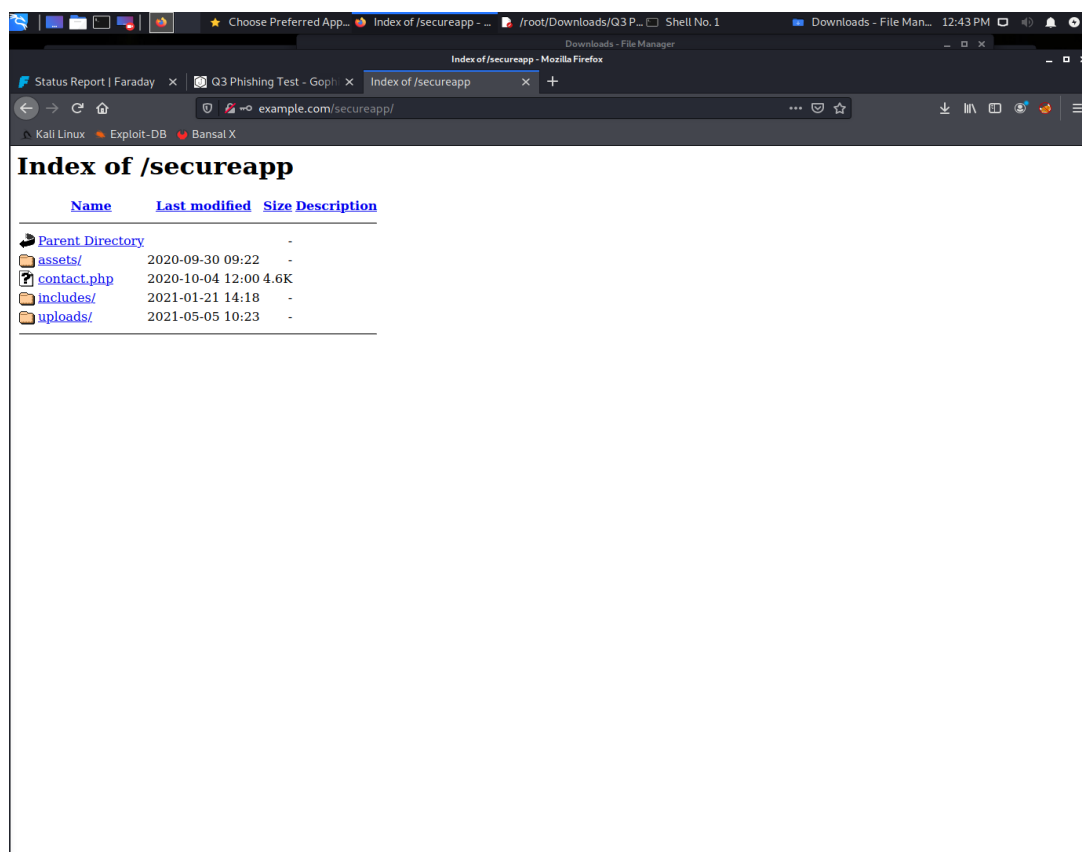 Choose Preferred App... Index of /secureapp - ... /root/Downloads/Q3 P... Shell No. 1 Downloads - File Man... 12:43 PM
Downloads - File Manager
Index of /secureapp - Mozilla Firefox
Status Report | Faraday Q3 Phishing Test - Goph Index of /secureapp
example.com/secureapp/
Kali Linux Exploit-DB Bansal X
Index of /secureapp
Name Last modified Size Description
Parent Directory -
assets/ 2020-09-30 09:22 -
contact.php 2020-10-04 12:00 4.6K
includes/ 2021-01-21 14:18 -
uploads/ 2021-05-05 10:23 -